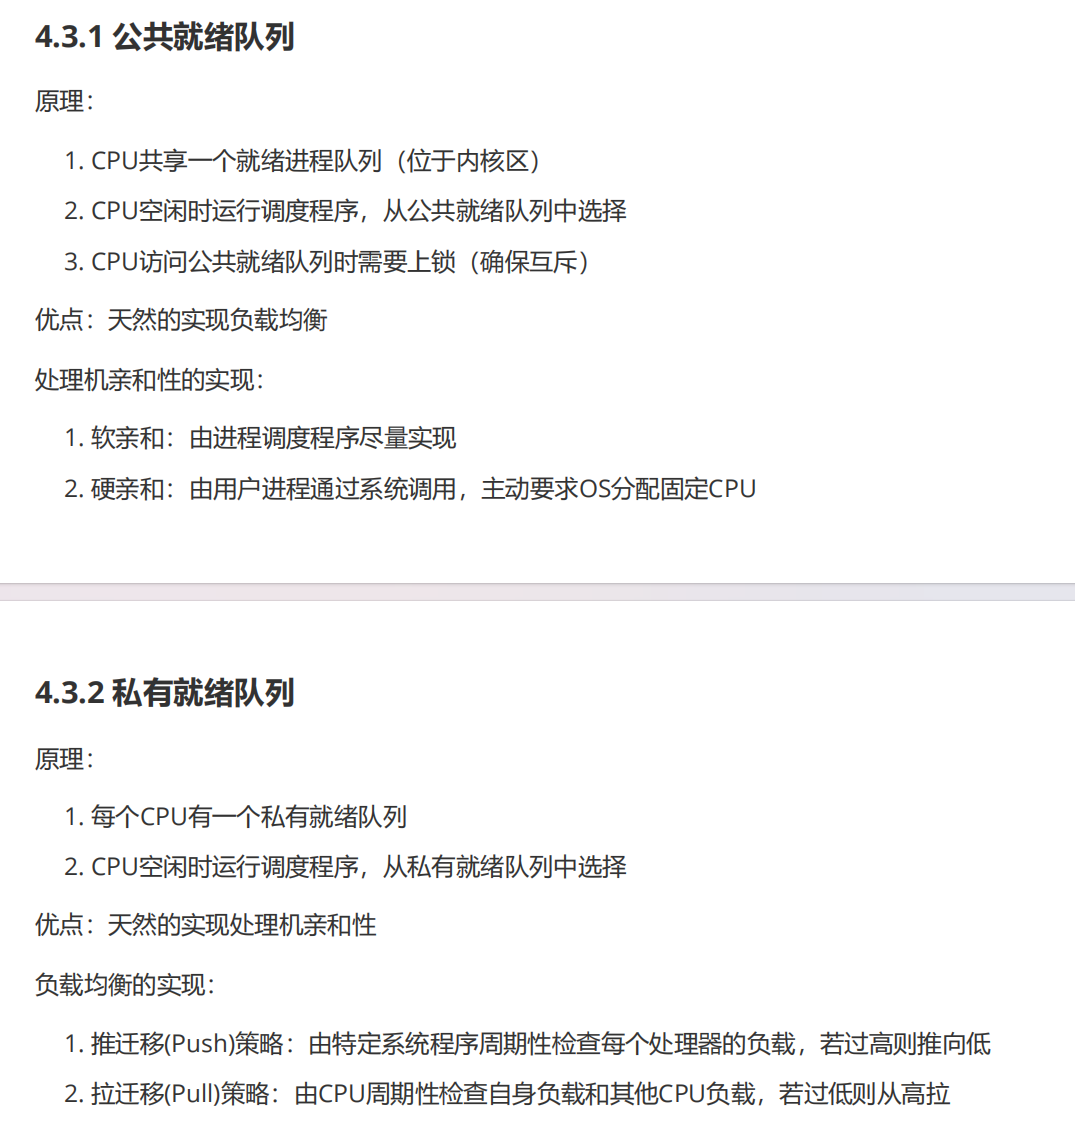 4.3.1 公共就绪队列
原理：
1. CPU共享一个就绪进程队列（位于内核区）
2. CPU空闲时运行调度程序，从公共就绪队列中选择
3. CPU访问公共就绪队列时需要上锁（确保互斥）
优点：天然的实现负载均衡
处理机亲和性的实现：
1. 软亲和：由进程调度程序尽量实现
2. 硬亲和：由用户进程通过系统调用，主动要求OS分配固定CPU
4.3.2 私有就绪队列
原理：
1. 每个CPU有一个私有就绪队列
2. CPU空闲时运行调度程序，从私有就绪队列中选择
优点：天然的实现处理机亲和性
负载均衡的实现：
1. 推迁移(Push)策略：由特定系统程序周期性检查每个处理器的负载，若过高则推向低
2. 拉迁移(Pull)策略：由CPU周期性检查自身负载和其他CPU负载，若过低则从高拉